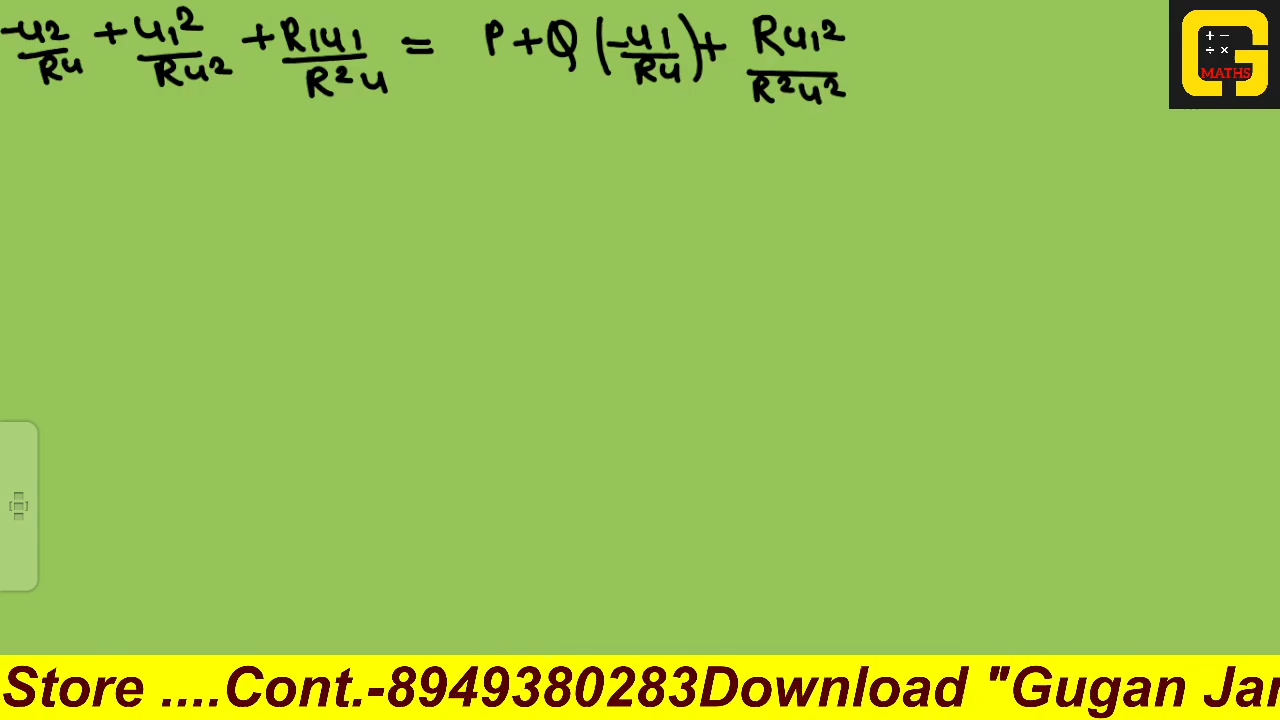 -u2/Ru + u1²/Ru² + R1u1/R²u = P + Q (-u1/Ru) + Ru1²/R²u²
+ −
÷ ×
MATHS
Store ....Cont.-8949380283Download "Gugan Jan